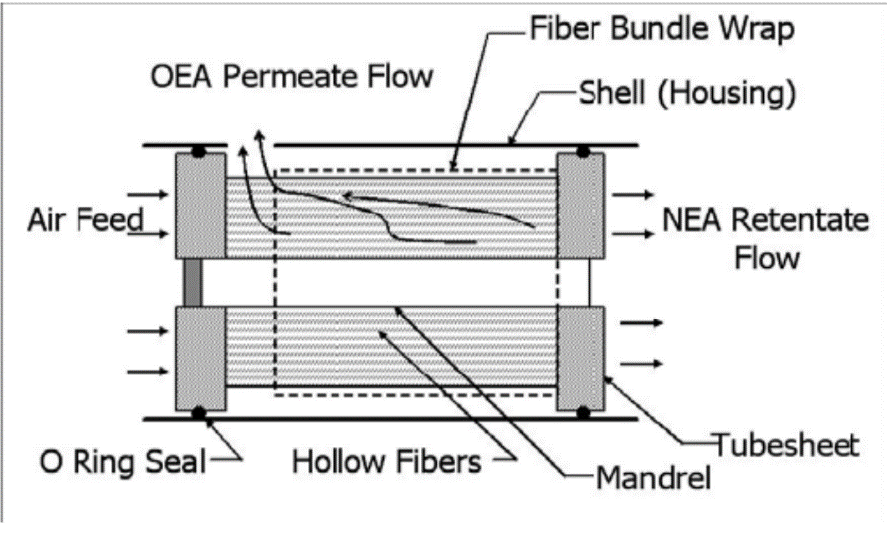 Fiber Bundle Wrap
OEA Permeate Flow
Shell (Housing)
Air Feed
NEA Retentate
Flow
O Ring Seal
Hollow Fibers
Mandrel
Tubesheet